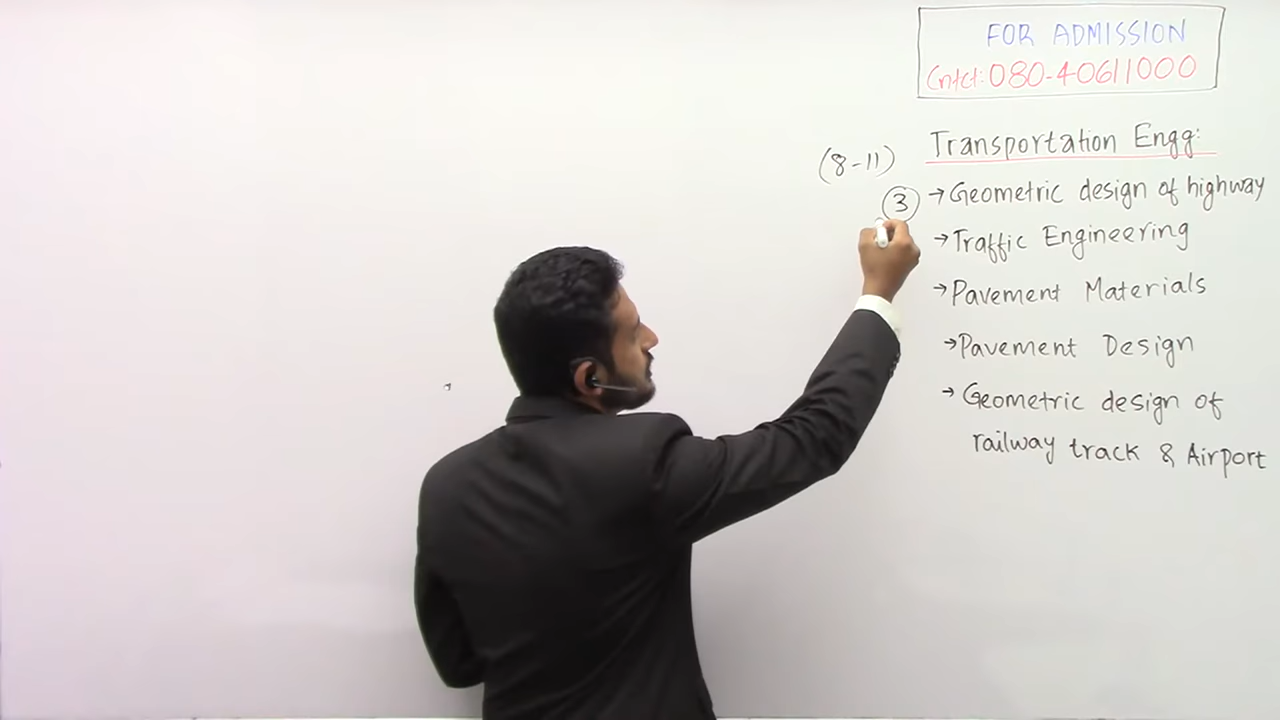 FOR ADMISSION
Cntct: 080-40611000
Transportation Engg:
(8-11)
3 → Geometric design of highway
→ Traffic Engineering
→ Pavement Materials
→ Pavement Design
→ Geometric design of
railway track & Airport